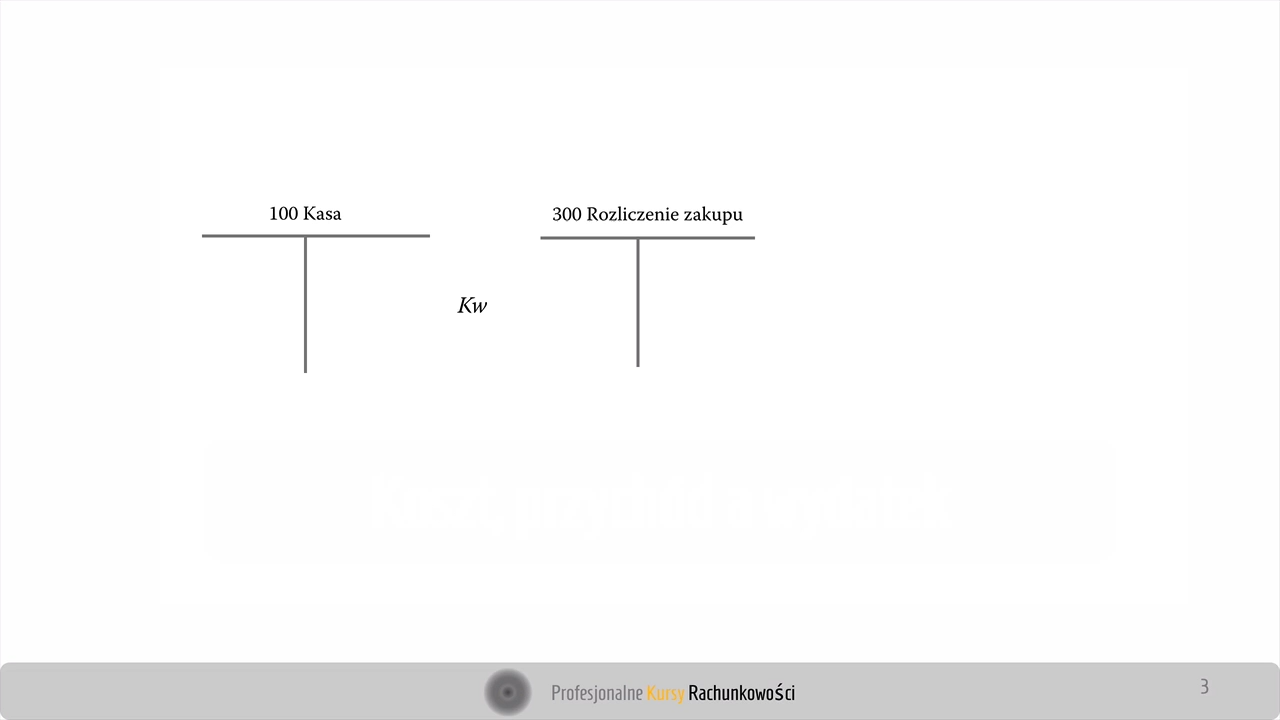 100 Kasa
300 Rozliczenie zakupu
Kw
Profesjonalne Kursy Rachunkowości
3